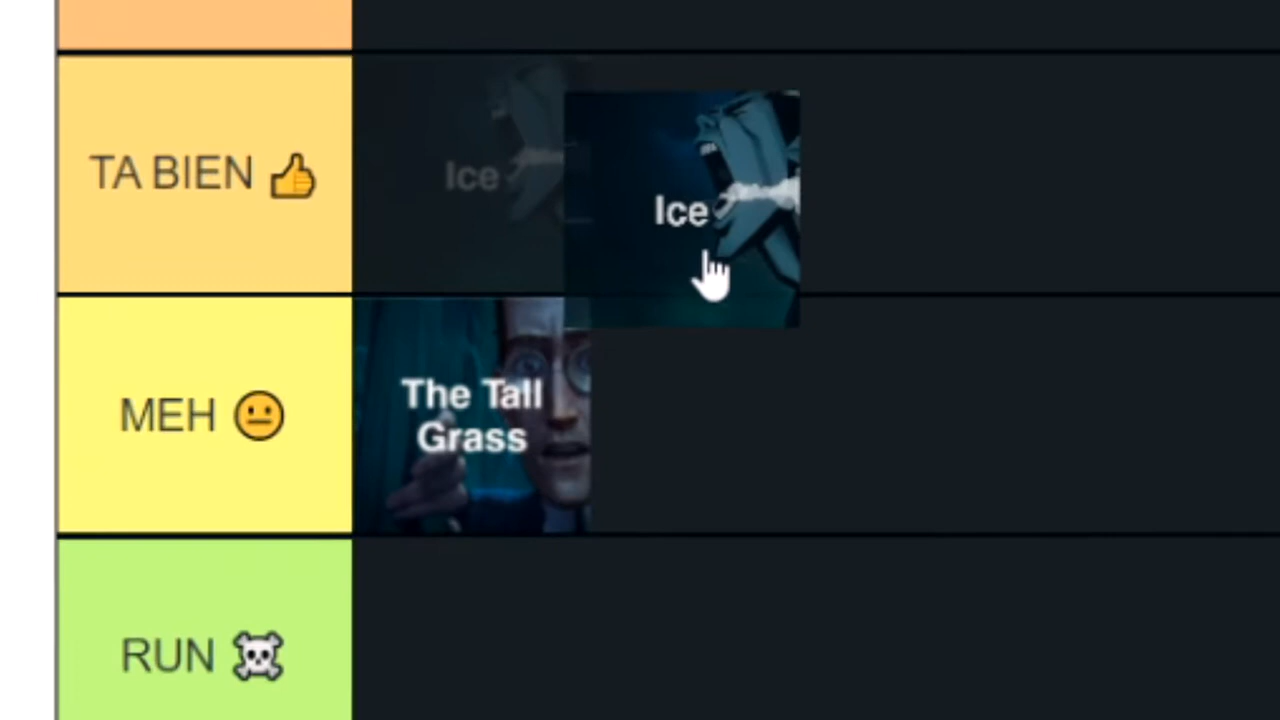 TA BIEN 👍
Ice
Ice
MEH 😐
The Tall
Grass
RUN ☠️